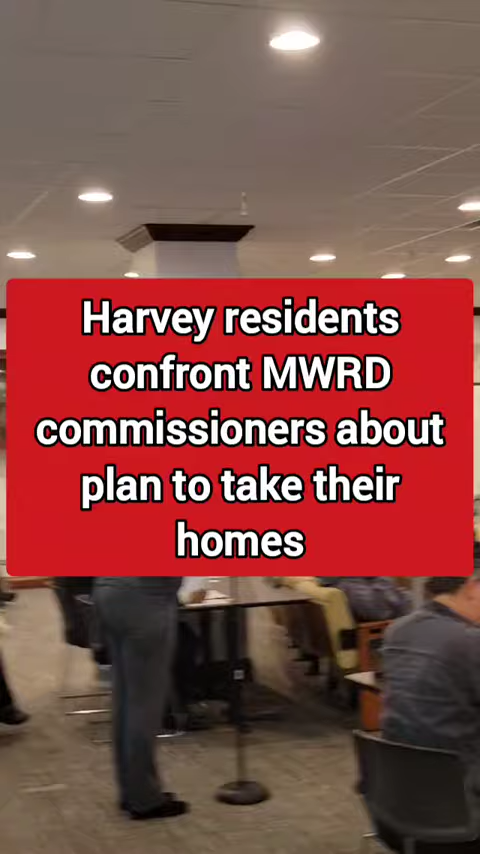 Harvey residents
confront MWRD
commissioners about
plan to take their
homes